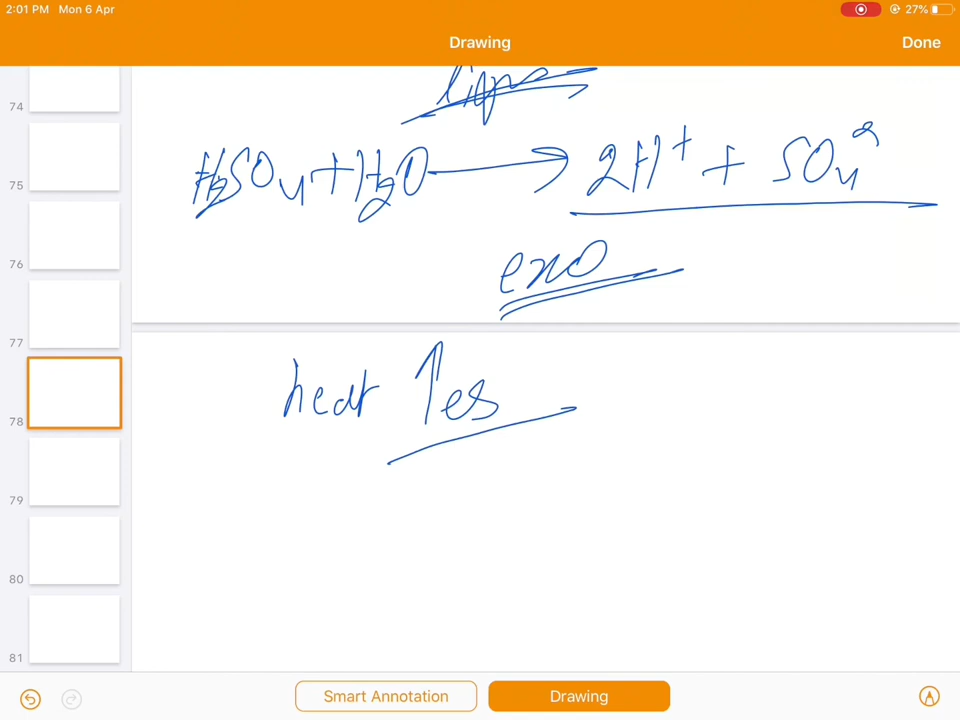 2:01 PM Mon 6 Apr 27%
Drawing Done
74
H2SO4 + H2O → 2H+ + SO4 2
75
76
exo
77
heat ↑es
78
79
80
81
Smart Annotation Drawing